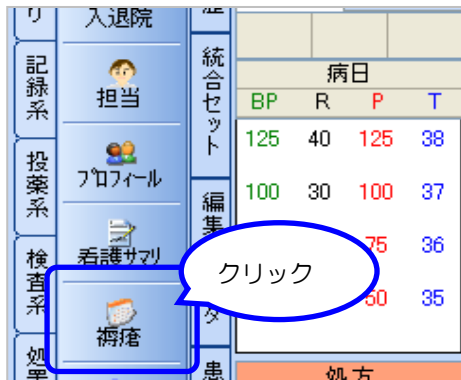 入退院
記録系
担当
統合セット
病日
BP R P T
125 40 125 38
投薬系
プロフィール
100 30 100 37
編集
看護サマリ
検査系
クリック
75 36
褥瘡
タ
60 35
処置
患
処方